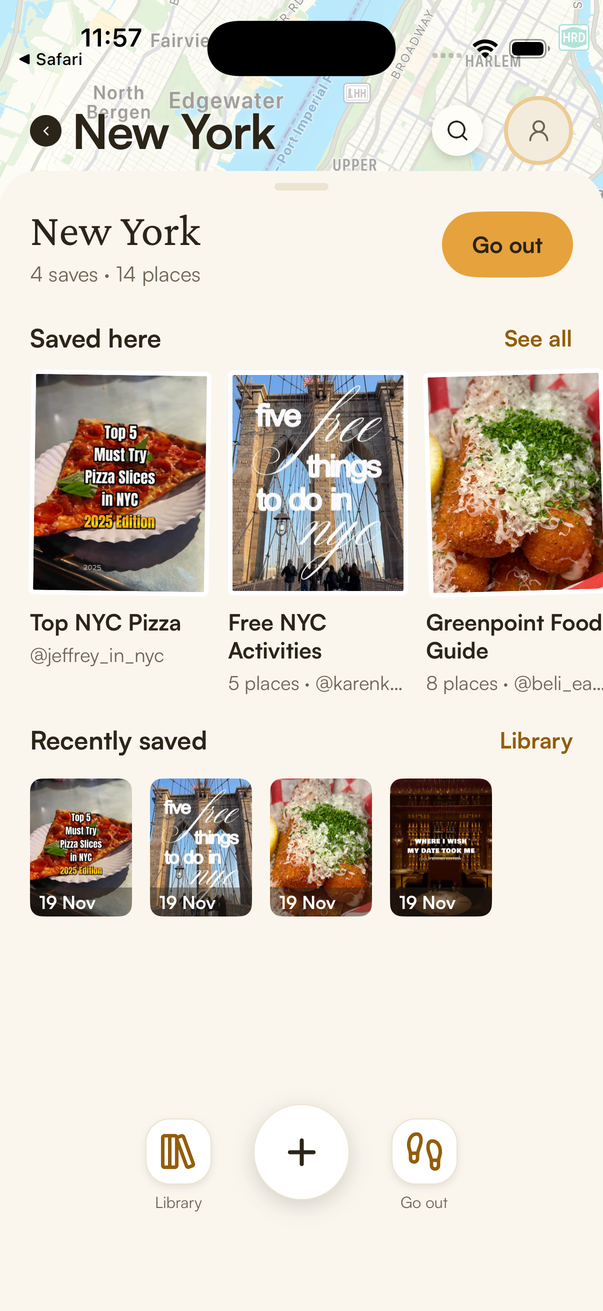 11:57
Fairvie
HRD
◀ Safari
HARLEM
BROADWAY
North
Bergen
Edgewater
HH
Port Imperial
New York
UPPER
New York
4 saves · 14 places
Go out
Saved here
See all
Top 5
Must Try
Pizza Slices
in NYC
2025 Edition
2025
five free
things
to do in
nyc
Top NYC Pizza
@jeffrey_in_nyc
Free NYC
Activities
5 places · @karenk...
Greenpoint Food
Guide
8 places · @beli_ea...
Recently saved
Library
Top 5
Must Try
Pizza Slices
in NYC
2025 Edition
19 Nov
five free
things
to do in
nyc
19 Nov
19 Nov
WHERE I WISH
MY DATE TOOK ME
19 Nov
Library
Go out